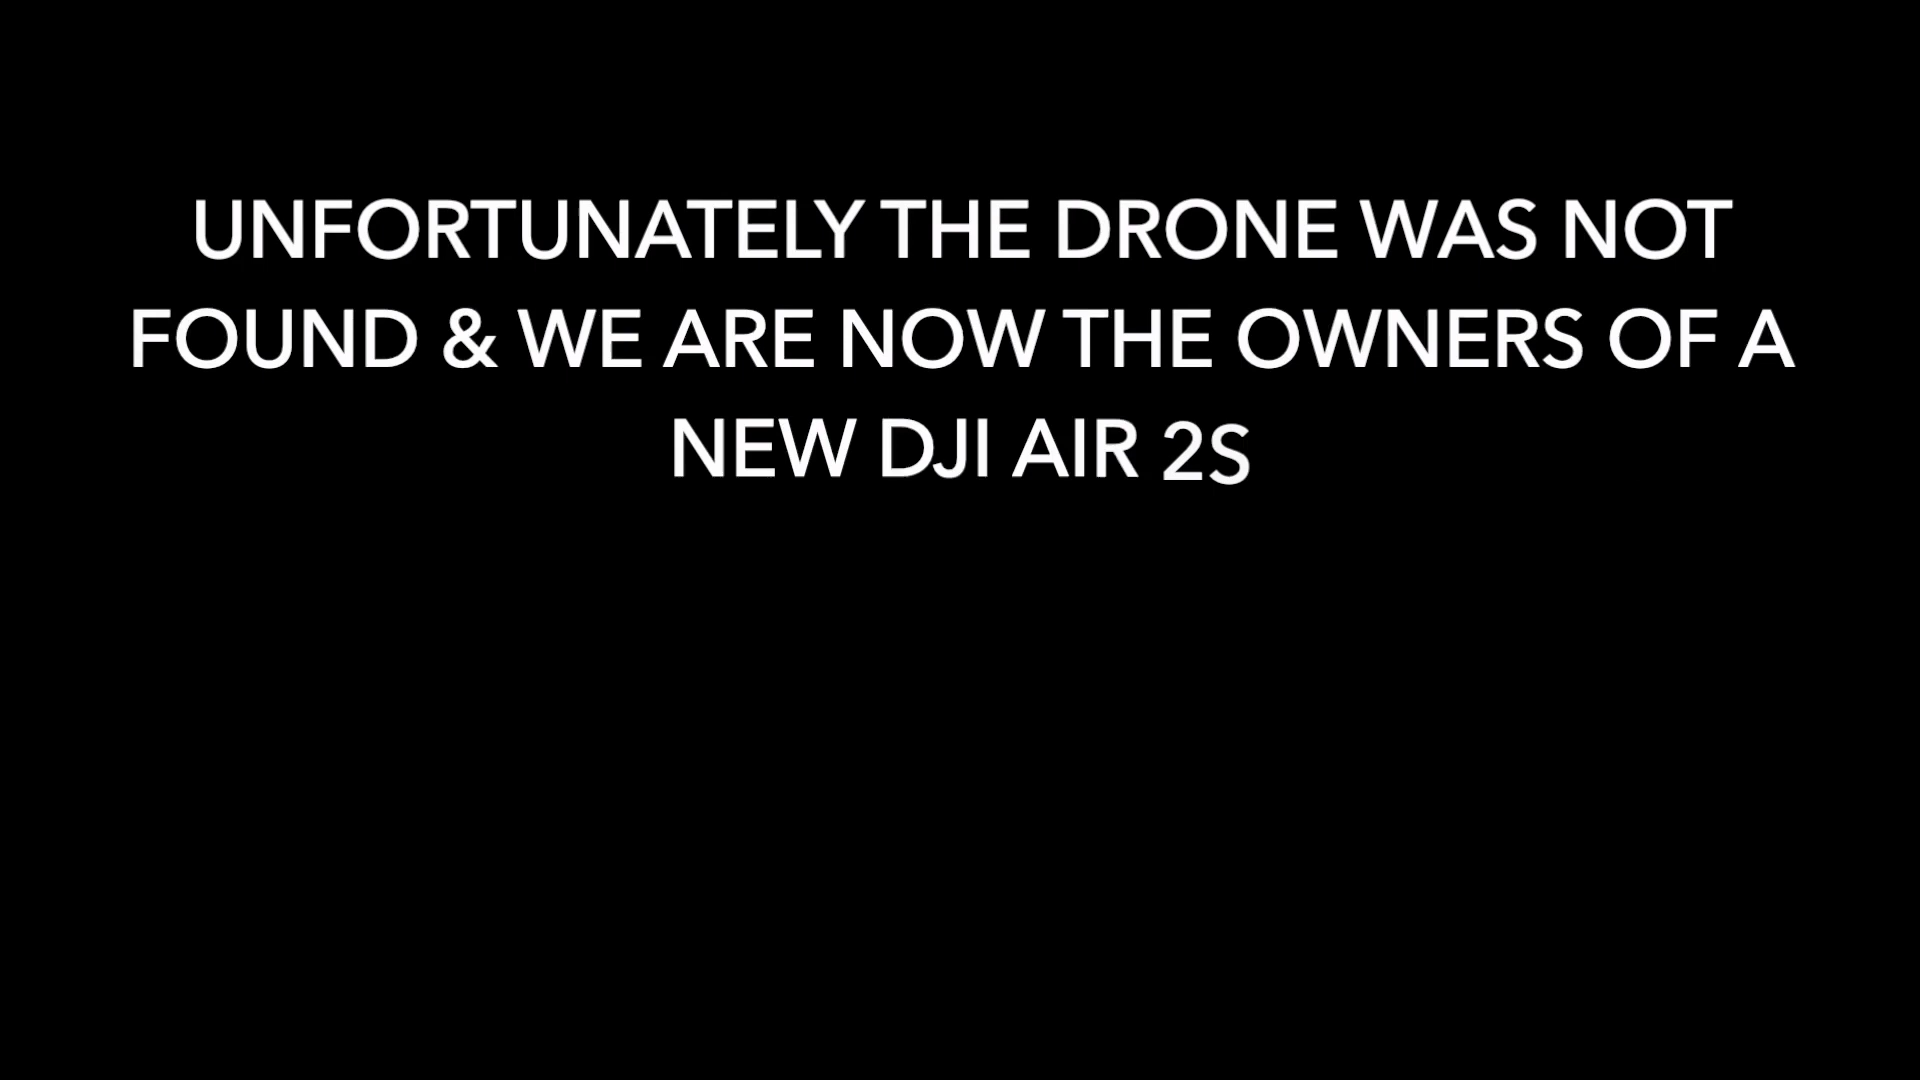 UNFORTUNATELY THE DRONE WAS NOT
FOUND & WE ARE NOW THE OWNERS OF A
NEW DJI AIR 2S